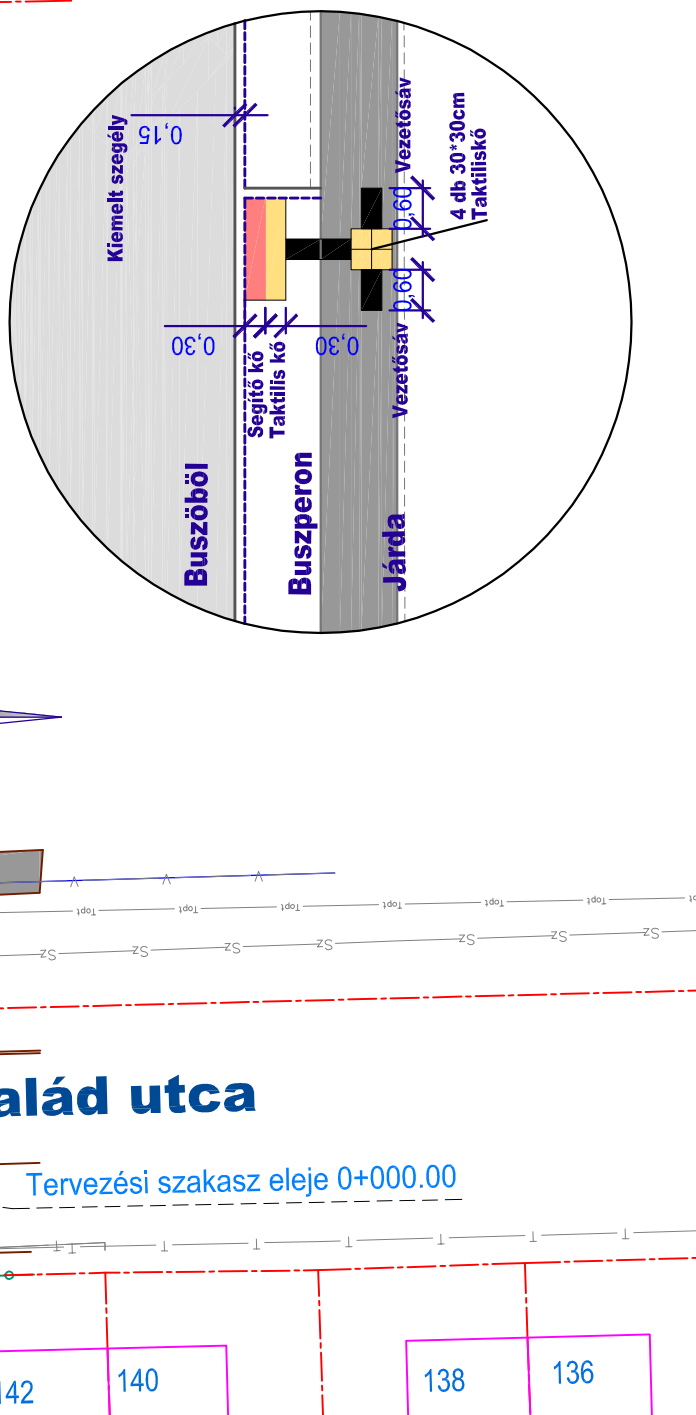 Kiemelt szegély
0,15
Vezetősáv
4 db 30*30cm
Taktiliskő
0,60
0,60
0,30
0,30
Segítő kő
Taktilis kő
Vezetősáv
Buszöböl
Buszperon
Járda
Topt Topt Topt Topt Topt Topt
Sz Sz Sz Sz Sz Sz Sz
alád utca
Tervezési szakasz eleje 0+000.00
T T T T T T T T
142
140
138
136